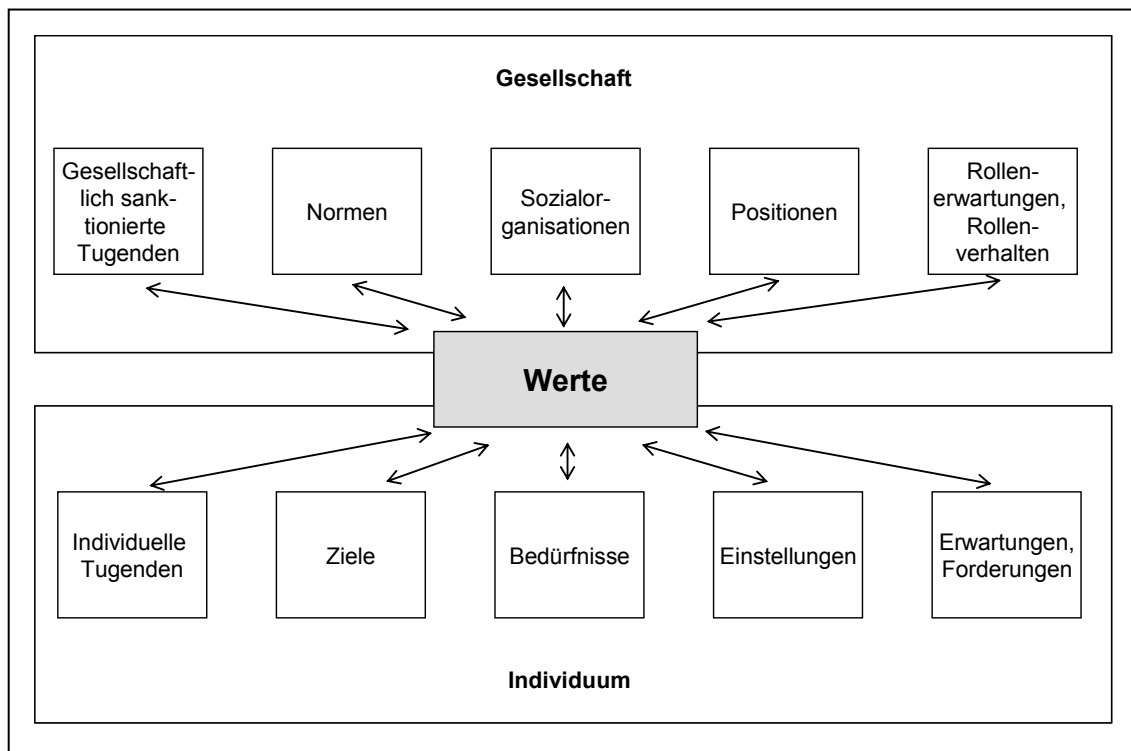 Gesellschaft
Gesellschaft-
lich sank-
tionierte
Tugenden
Normen
Sozialor-
ganisationen
Positionen
Rollen-
erwartungen,
Rollen-
verhalten
Werte
Individuelle
Tugenden
Ziele
Bedürfnisse
Einstellungen
Erwartungen,
Forderungen
Individuum